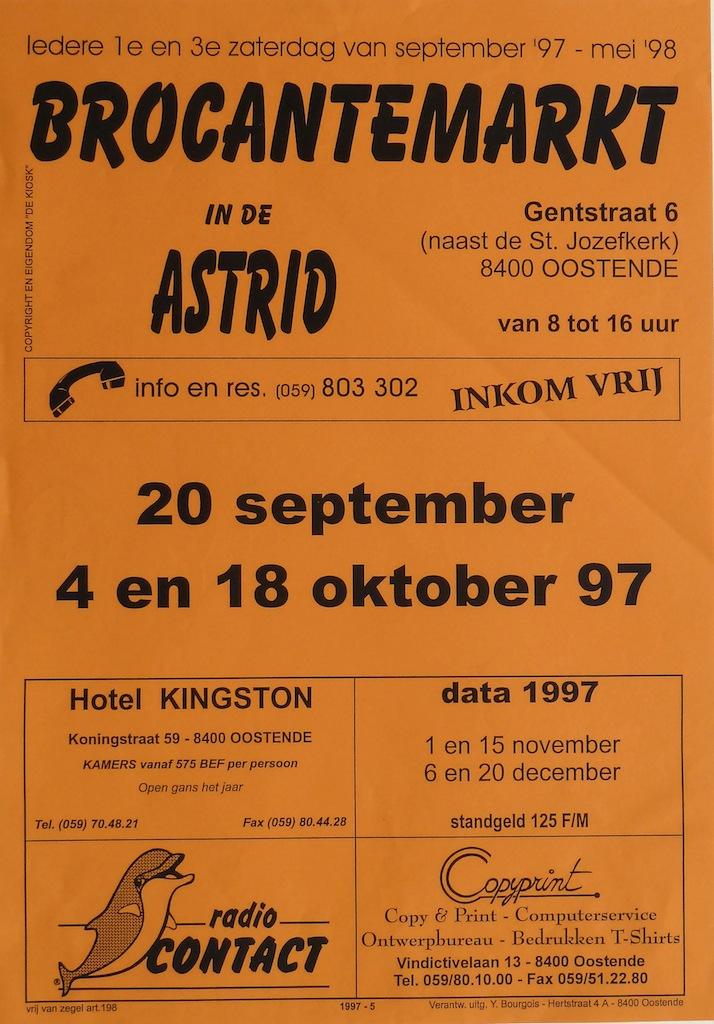 Iedere 1e en 3e zaterdag van september '97 - mei '98
BROCANTEMARKT
IN DE
ASTRID
Gentstraat 6
(naast de St. Jozefkerk)
8400 OOSTENDE
van 8 tot 16 uur
COPYRIGHT EN EIGENDOM "DE KIOSK"
info en res. (059) 803 302
INKOM VRIJ
20 september
4 en 18 oktober 97
Hotel KINGSTON
Koningstraat 59 - 8400 OOSTENDE
KAMERS vanaf 575 BEF per persoon
Open gans het jaar
Tel. (059) 70.48.21
Fax (059) 80.44.28
data 1997
1 en 15 november
6 en 20 december
standgeld 125 F/M
radio
CONTACT
®
Copyprint
Copy & Print - Computerservice
Ontwerpbureau - Bedrukken T-Shirts
Vindictivelaan 13 - 8400 Oostende
Tel. 059/80.10.00 - Fax 059/51.22.80
vrij van zegel art.198
1997 - 5
Verantw. uitg. Y. Bourgois - Hertstraat 4 A - 8400 Oostende